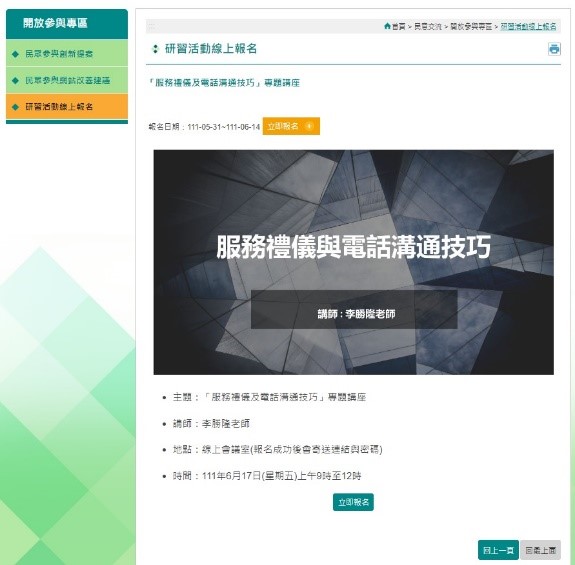 開放參與專區
民眾參與創新提案
民眾參與網站改善建議
研習活動線上報名
:::
首頁 > 民意交流 > 開放參與專區 > 研習活動線上報名
研習活動線上報名
「服務禮儀及電話溝通技巧」專題講座
報名日期：111-05-31~111-06-14 立即報名
服務禮儀與電話溝通技巧
講師 : 李勝隆老師
主題：「服務禮儀及電話溝通技巧」專題講座
講師：李勝隆老師
地點：線上會議室(報名成功後會寄送連結與密碼)
時間：111年6月17日(星期五)上午9時至12時
立即報名
回上一頁 回最上面